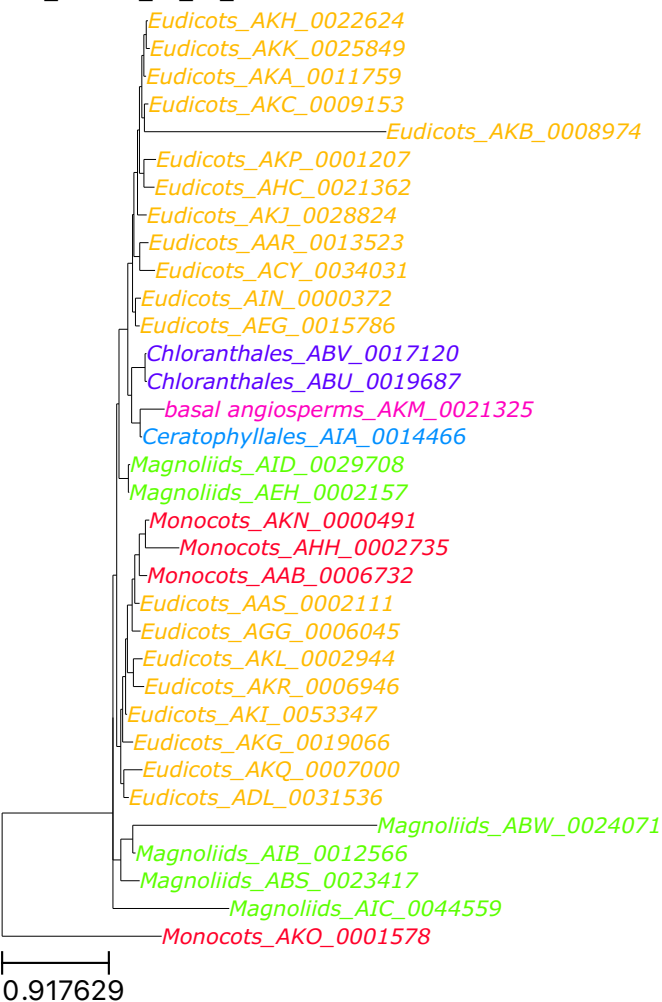 Eudicots_AKH_0022624
Eudicots_AKK_0025849
Eudicots_AKA_0011759
Eudicots_AKC_0009153
Eudicots_AKB_0008974
Eudicots_AKP_0001207
Eudicots_AHC_0021362
Eudicots_AKJ_0028824
Eudicots_AAR_0013523
Eudicots_ACY_0034031
Eudicots_AIN_0000372
Eudicots_AEG_0015786
Chloranthales_ABV_0017120
Chloranthales_ABU_0019687
basal angiosperms_AKM_0021325
Ceratophyllales_AIA_0014466
Magnoliids_AID_0029708
Magnoliids_AEH_0002157
Monocots_AKN_0000491
Monocots_AHH_0002735
Monocots_AAB_0006732
Eudicots_AAS_0002111
Eudicots_AGG_0006045
Eudicots_AKL_0002944
Eudicots_AKR_0006946
Eudicots_AKI_0053347
Eudicots_AKG_0019066
Eudicots_AKQ_0007000
Eudicots_ADL_0031536
Magnoliids_ABW_0024071
Magnoliids_AIB_0012566
Magnoliids_ABS_0023417
Magnoliids_AIC_0044559
Monocots_AKO_0001578
0.917629